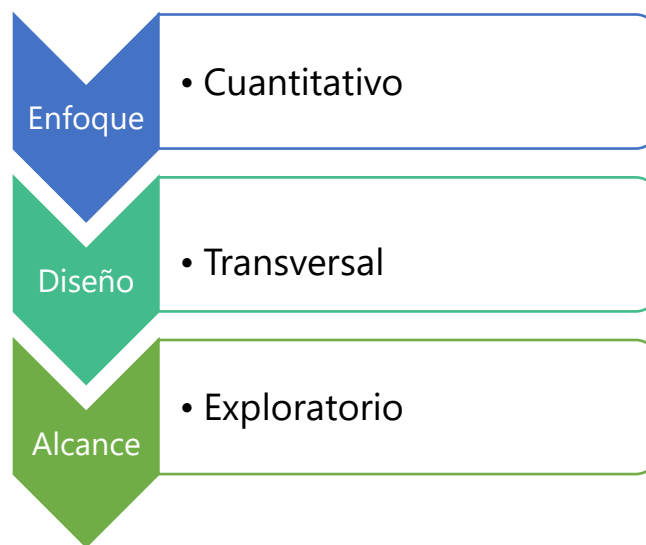 Enfoque
• Cuantitativo
Diseño
• Transversal
Alcance
• Exploratorio